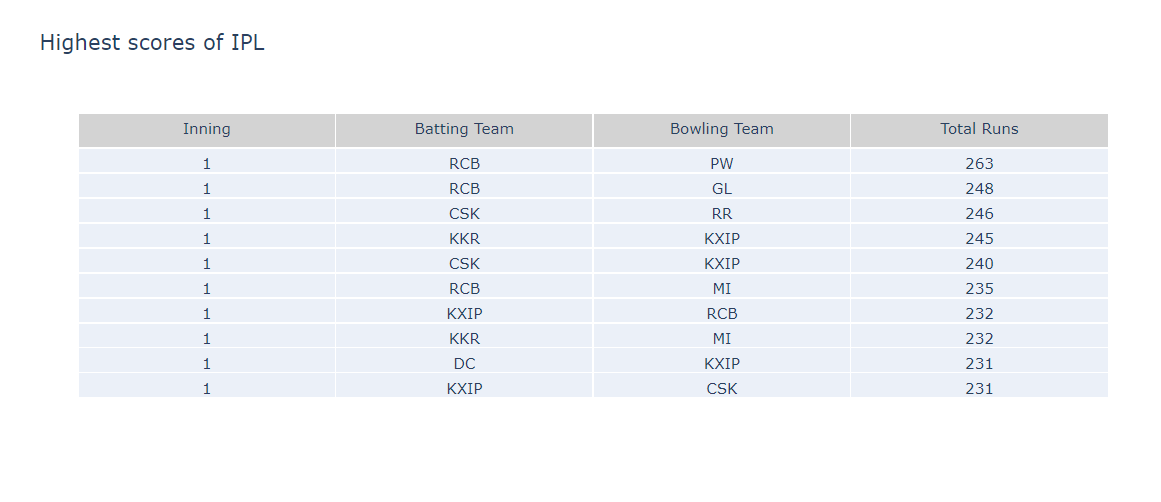 Highest scores of IPL
Inning Batting Team Bowling Team Total Runs
1 RCB PW 263
1 RCB GL 248
1 CSK RR 246
1 KKR KXIP 245
1 CSK KXIP 240
1 RCB MI 235
1 KXIP RCB 232
1 KKR MI 232
1 DC KXIP 231
1 KXIP CSK 231